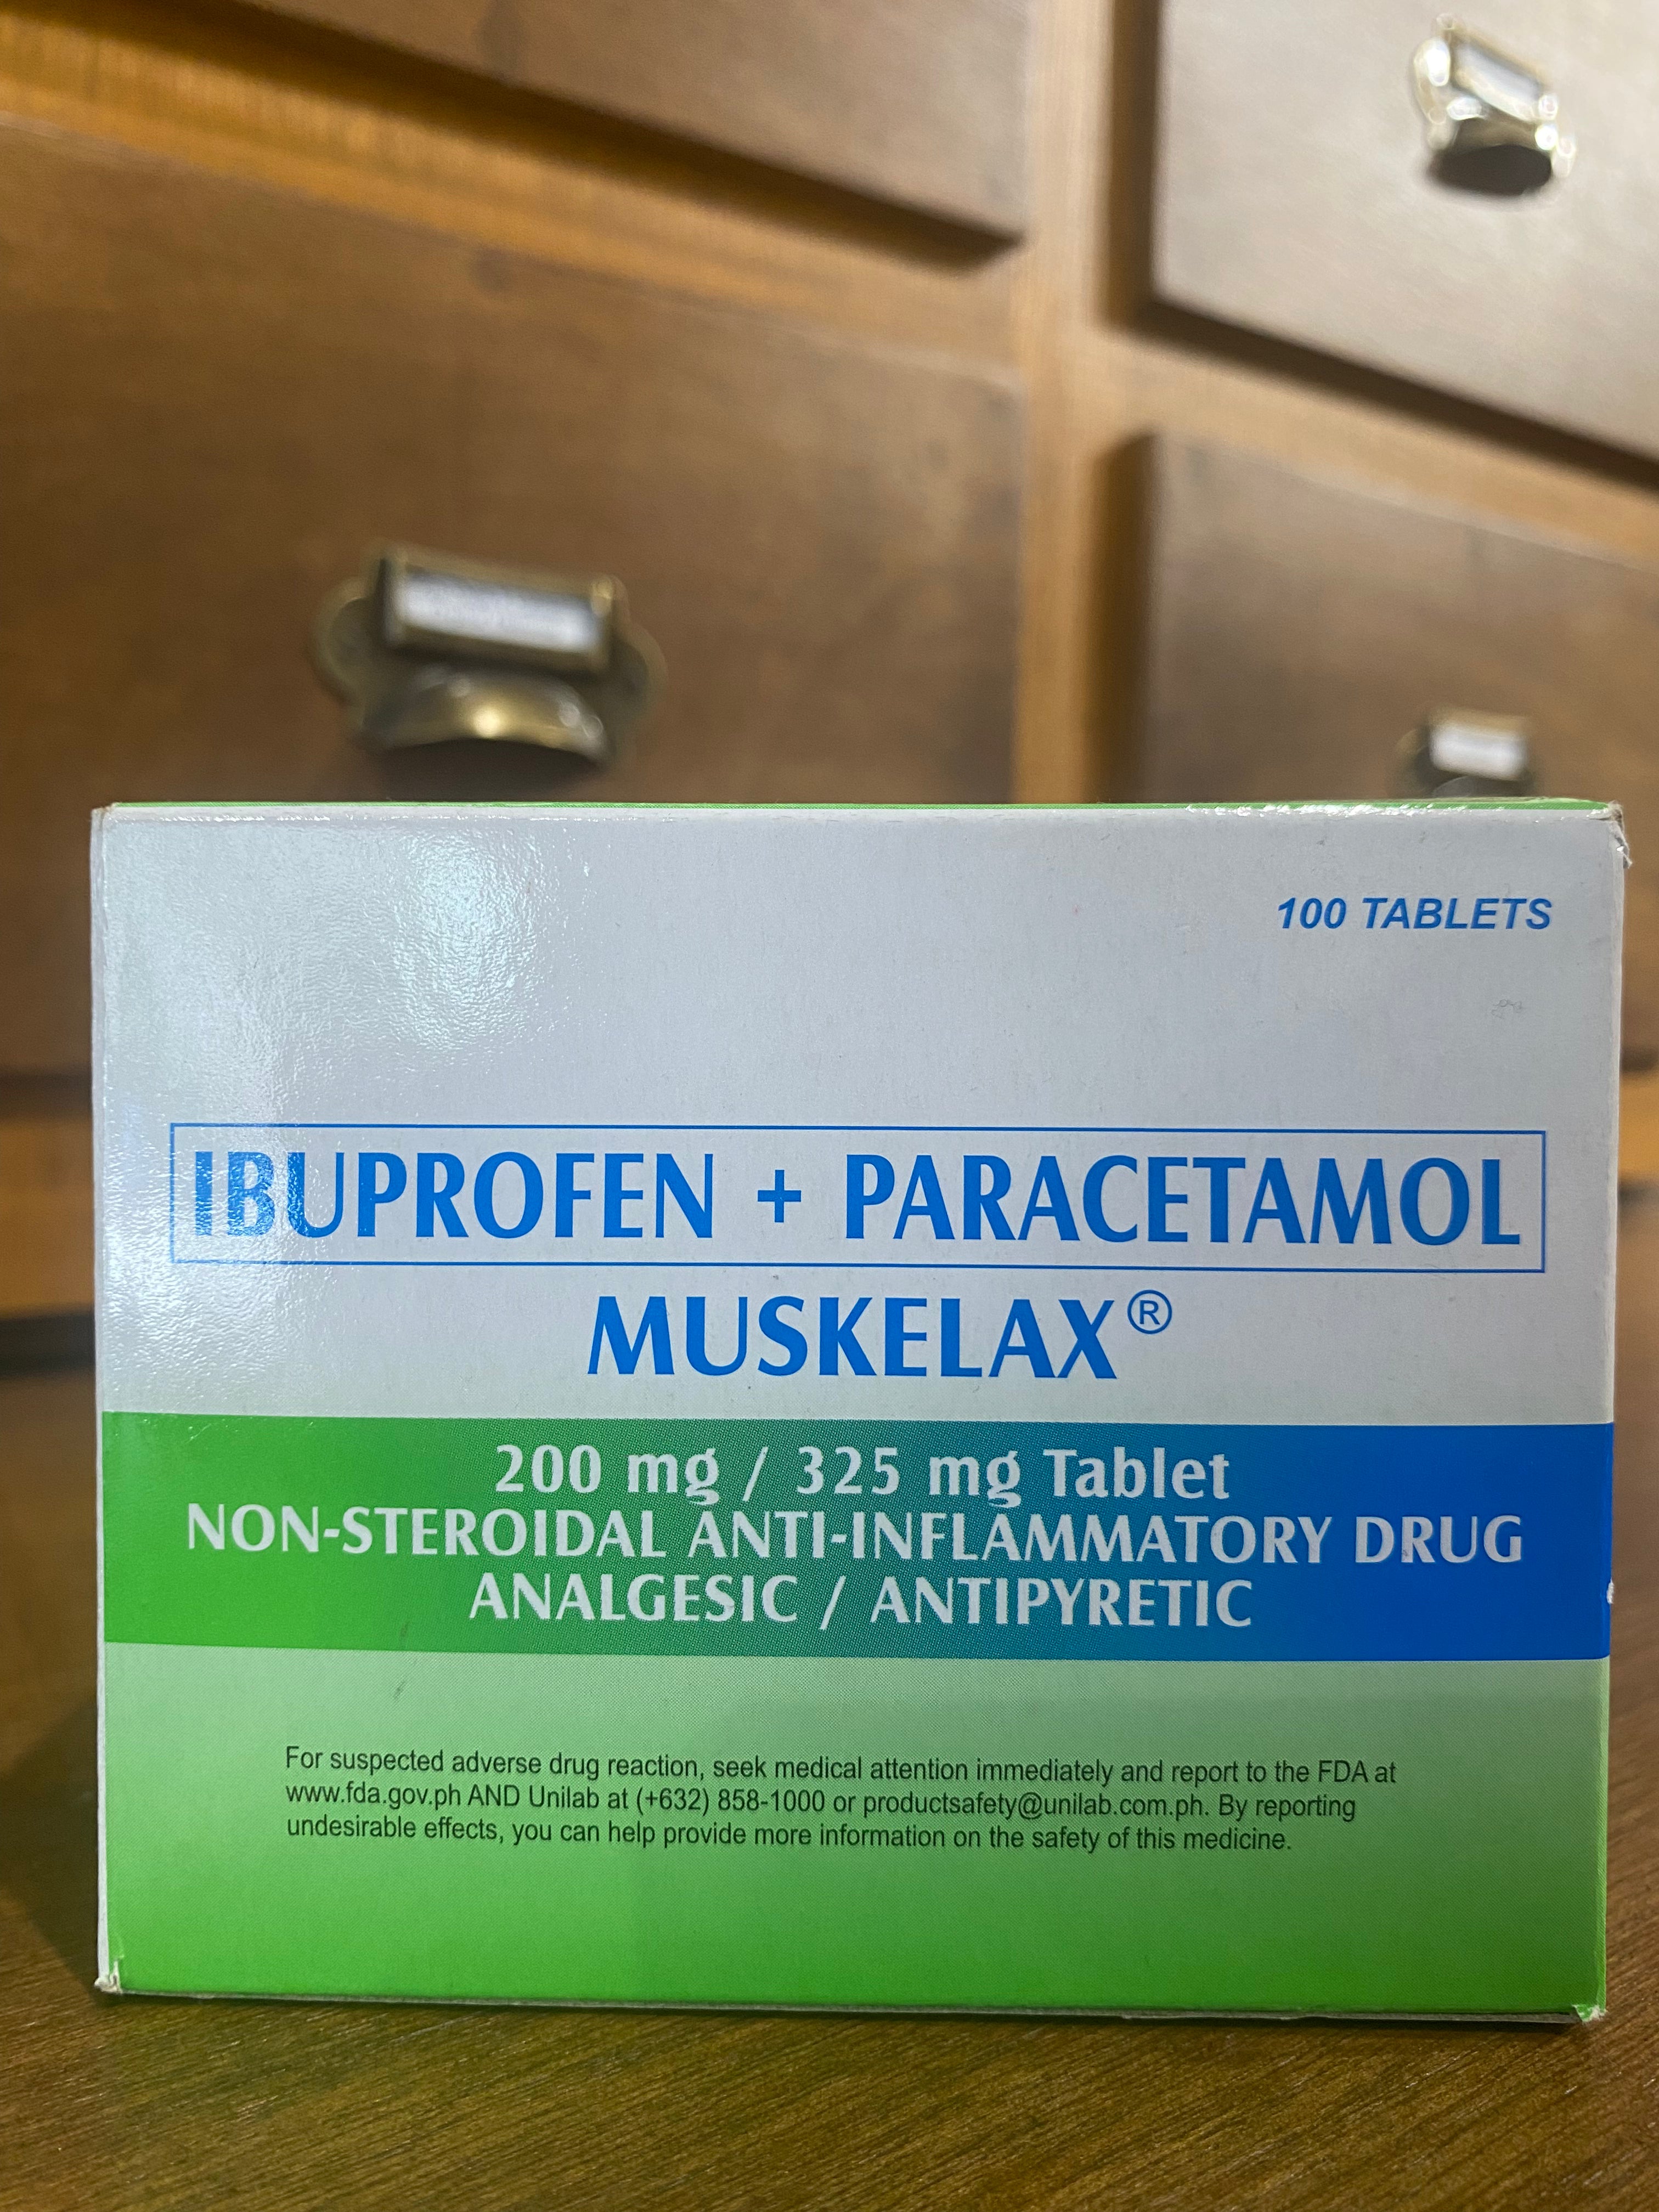 100 TABLETS
IBUPROFEN + PARACETAMOL
MUSKELAX®
200 mg / 325 mg Tablet
NON-STEROIDAL ANTI-INFLAMMATORY DRUG
ANALGESIC / ANTIPYRETIC
For suspected adverse drug reaction, seek medical attention immediately and report to the FDA at
www.fda.gov.ph AND Unilab at (+632) 858-1000 or productsafety@unilab.com.ph. By reporting
undesirable effects, you can help provide more information on the safety of this medicine.